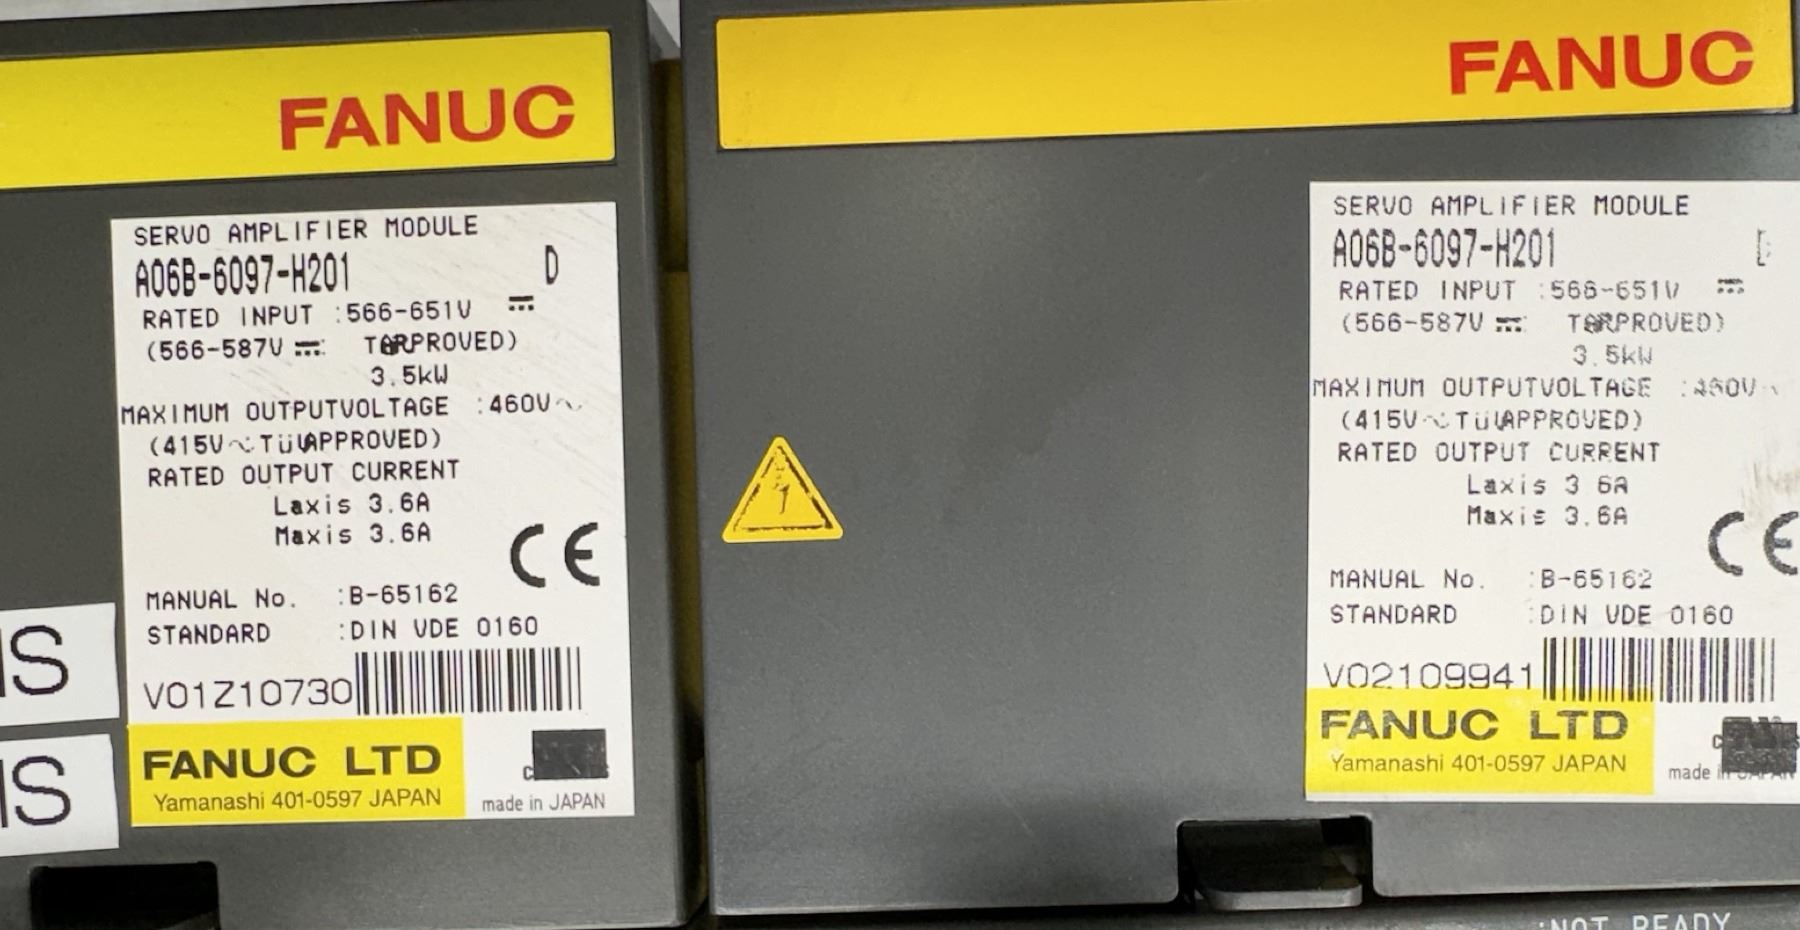 FANUC
SERVO AMPLIFIER MODULE
A06B-6097-H201 D
RATED INPUT :566-651V
(566-587V PROVED)
3.5kW
MAXIMUM OUTPUTVOLTAGE :460V~
(415V~ TüV APPROVED)
RATED OUTPUT CURRENT
Laxis 3.6A
Maxis 3.6A
CE
MANUAL No. :B-65162
STANDARD :DIN VDE 0160
V01Z10730
FANUC LTD
Yamanashi 401-0597 JAPAN
made in JAPAN
IS
IS
FANUC
SERVO AMPLIFIER MODULE
A06B-6097-H201
RATED INPUT :566-651V
(566-587V PROVED)
3.5kW
MAXIMUM OUTPUTVOLTAGE :460V~
(415V~ TüV APPROVED)
RATED OUTPUT CURRENT
Laxis 3.6A
Maxis 3.6A
CE
MANUAL No. :B-65162
STANDARD :DIN VDE 0160
V02109941
FANUC LTD
Yamanashi 401-0597 JAPAN
made in JAPAN
:NOT READY